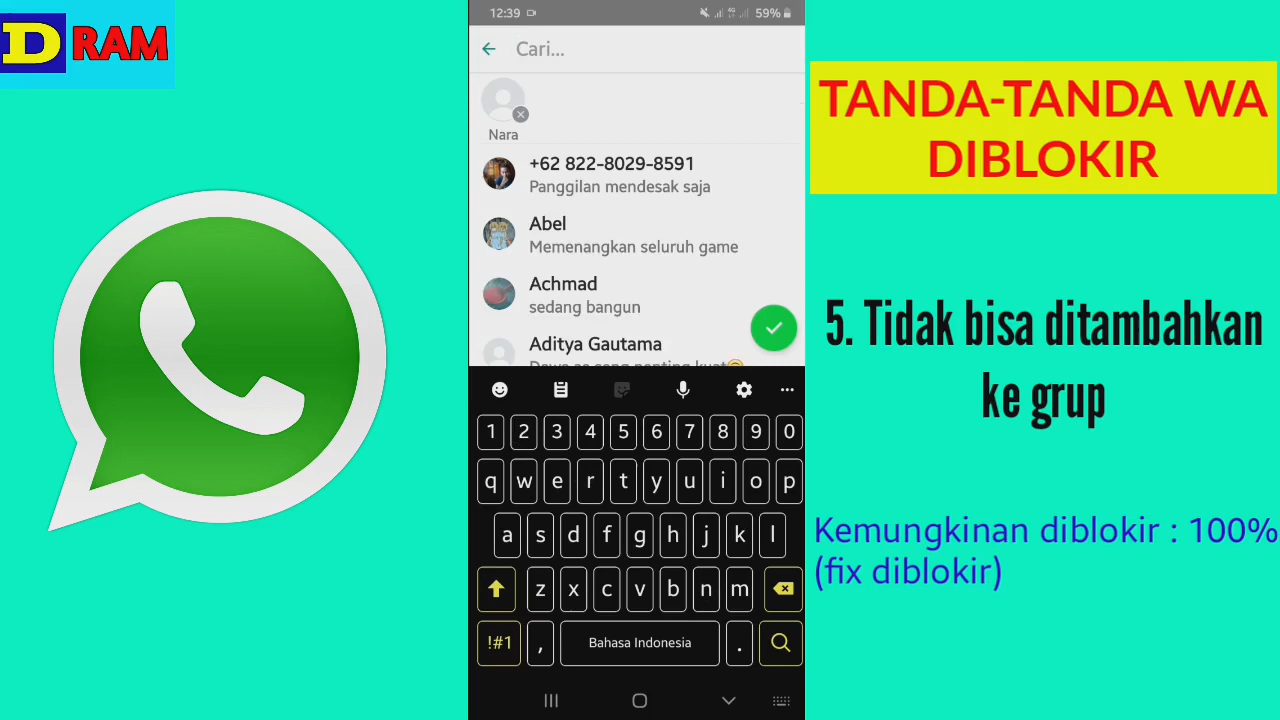 D RAM
12:39
59%
Cari...
Nara
+62 822-8029-8591
Panggilan mendesak saja
Abel
Memenangkan seluruh game
Achmad
sedang bangun
Aditya Gautama
1 2 3 4 5 6 7 8 9 0
q w e r t y u i o p
a s d f g h j k l
z x c v b n m
!#1 , Bahasa Indonesia .
TANDA-TANDA WA
DIBLOKIR
5. Tidak bisa ditambahkan
ke grup
Kemungkinan diblokir : 100%
(fix diblokir)